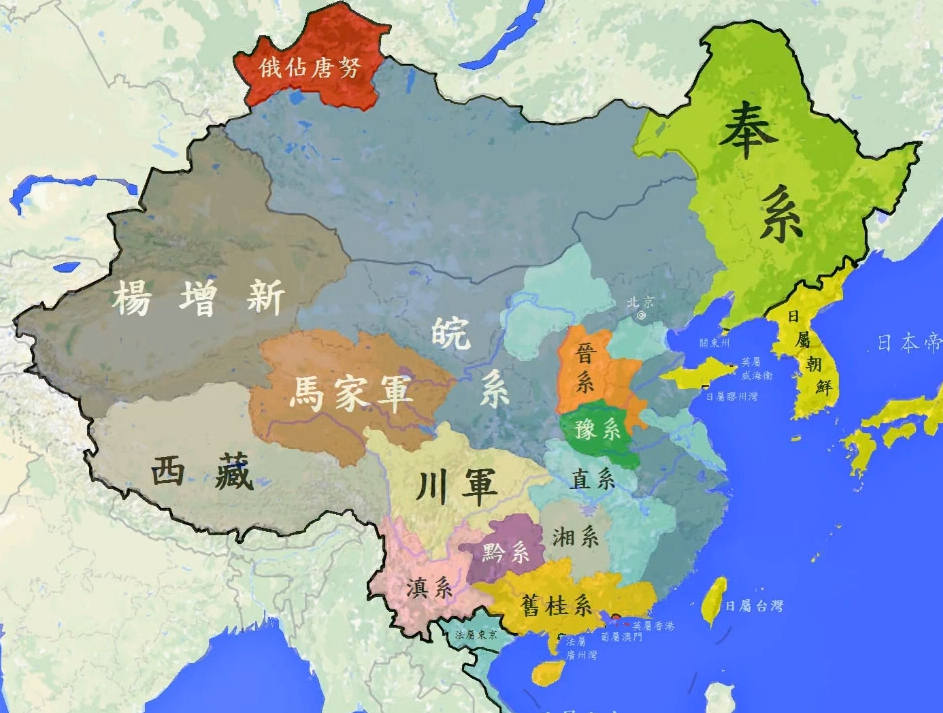 俄佔唐努
奉系
楊增新
北京
皖系
日屬朝鮮
日本帝
關東州
英屬
威海衛
日屬膠州灣
晉系
馬家軍
豫系
西藏
川軍
直系
黔系
湘系
滇系
舊桂系
日屬台灣
英屬香港
葡屬澳門
法屬東京
法屬
廣州灣